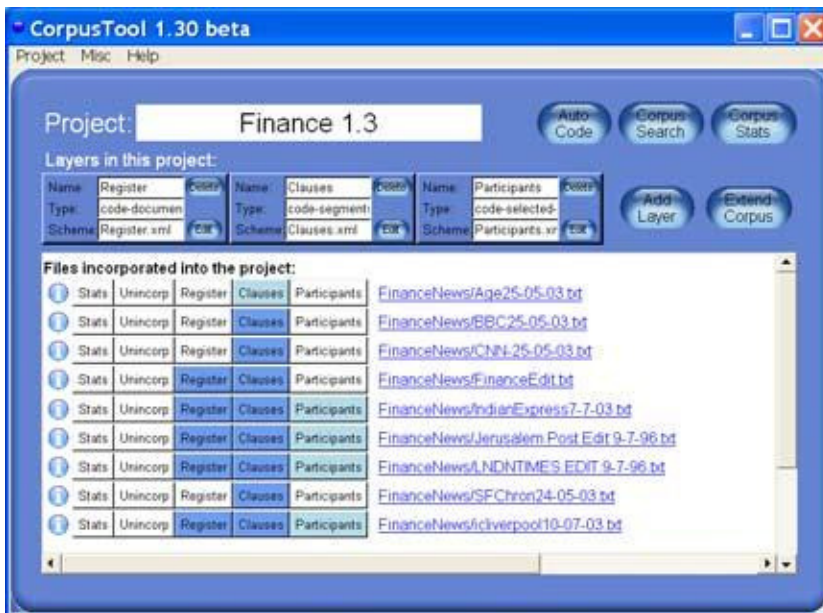 CorpusTool 1.30 beta
Project Misc Help
Project: Finance 1.3
Auto Code
Corpus Search
Corpus Stats
Layers in this project:
Name: Register Delete Name: Clauses Delete Name: Participants Delete
Type: code-documen Type: code-segment Type: code-selected-
Scheme: Register.xml Edit Scheme: Clauses.xml Edit Scheme: Participants.xr Edit
Add Layer
Extend Corpus
Files incorporated into the project:
Stats Unincorp Register Clauses Participants FinanceNews/Age25-05-03.txt
Stats Unincorp Register Clauses Participants FinanceNews/BBC25-05-03.txt
Stats Unincorp Register Clauses Participants FinanceNews/CNN-25-05-03.txt
Stats Unincorp Register Clauses Participants FinanceNews/FinanceEdit.txt
Stats Unincorp Register Clauses Participants FinanceNews/IndianExpress7-7-03.txt
Stats Unincorp Register Clauses Participants FinanceNews/Jerusalem Post Edit 9-7-96.txt
Stats Unincorp Register Clauses Participants FinanceNews/LNDNTIMES EDIT 9-7-96.txt
Stats Unincorp Register Clauses Participants FinanceNews/SFChron24-05-03.txt
Stats Unincorp Register Clauses Participants FinanceNews/icliverpool10-07-03.txt